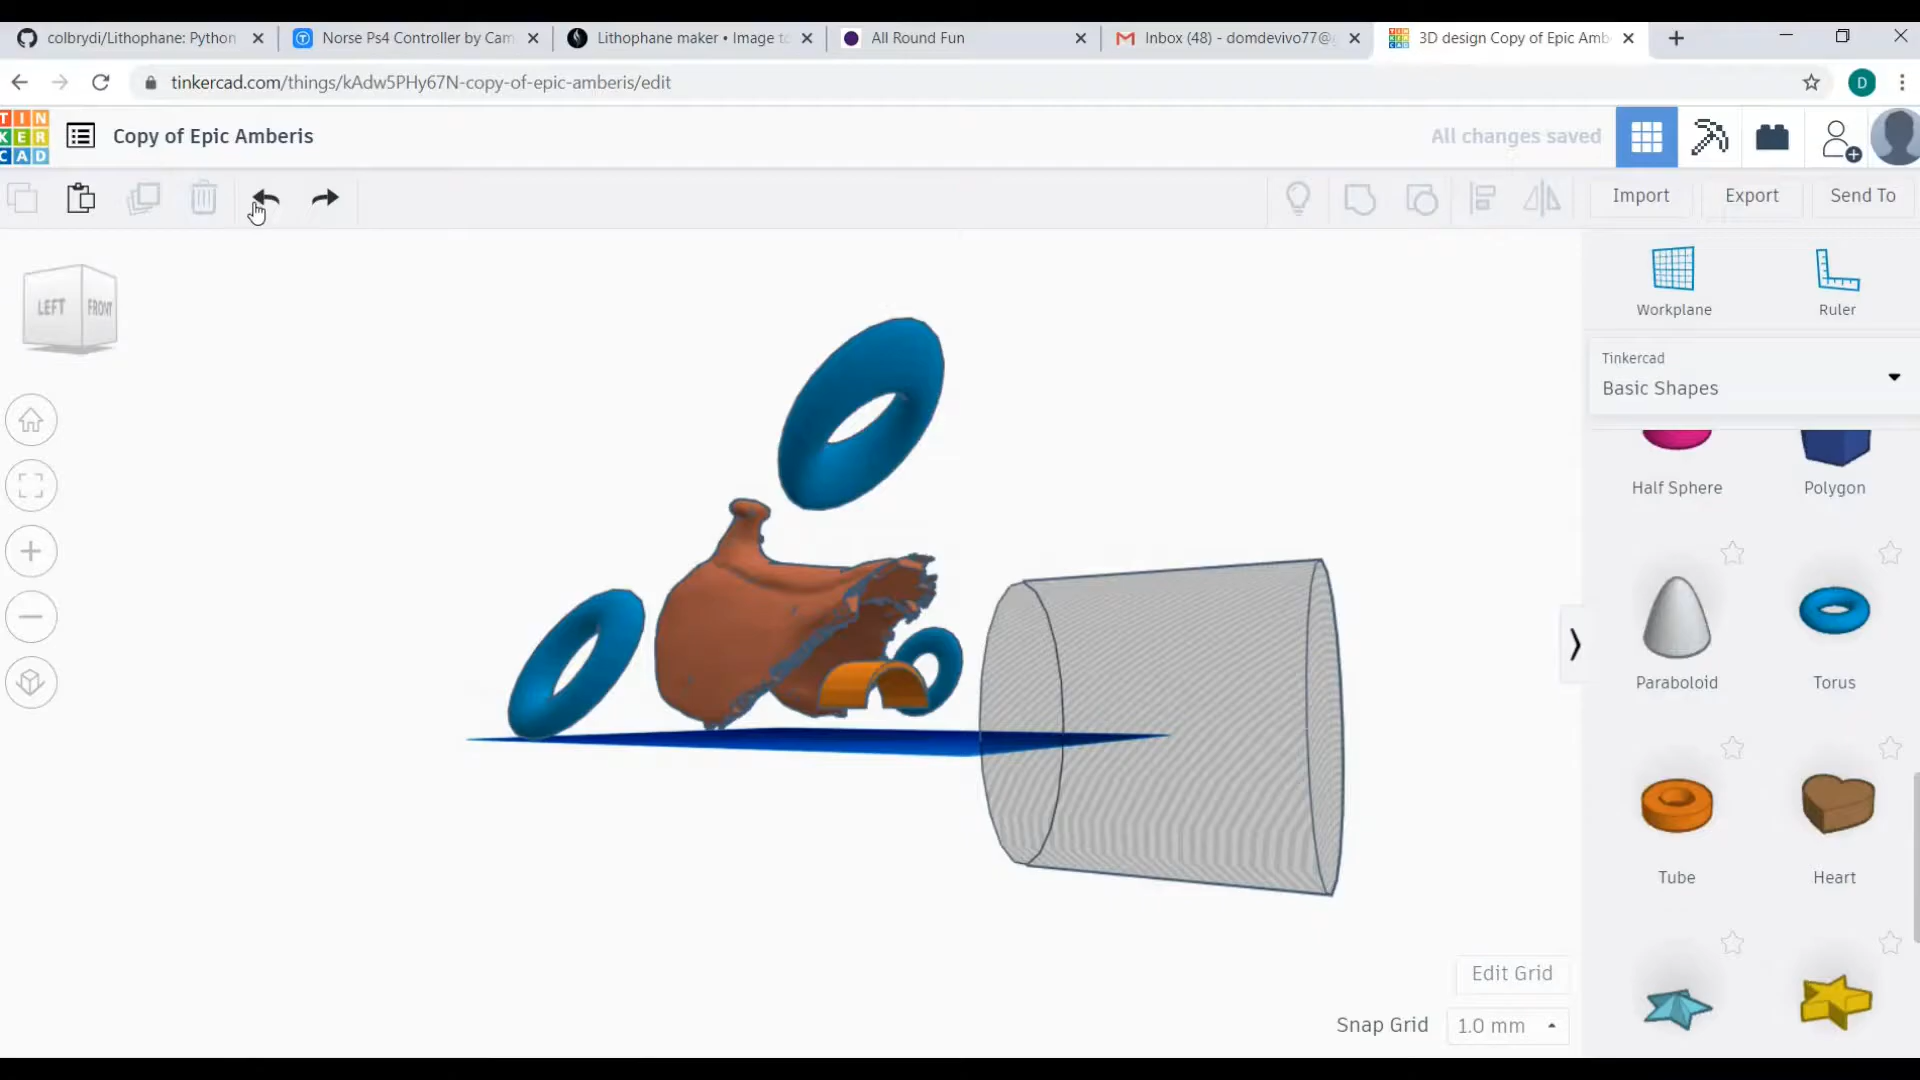 colbrydi/Lithophane: Python
Norse Ps4 Controller by Cam
Lithophane maker • Image to
All Round Fun
Inbox (48) - domdevivo77@
3D design Copy of Epic Amb
tinkercad.com/things/kAdw5PHy67N-copy-of-epic-amberis/edit
D
TIN
KER
CAD
Copy of Epic Amberis
All changes saved
Import
Export
Send To
LEFT
FRONT
Workplane
Ruler
Tinkercad
Basic Shapes
Half Sphere
Polygon
Paraboloid
Torus
Tube
Heart
Edit Grid
Snap Grid
1.0 mm